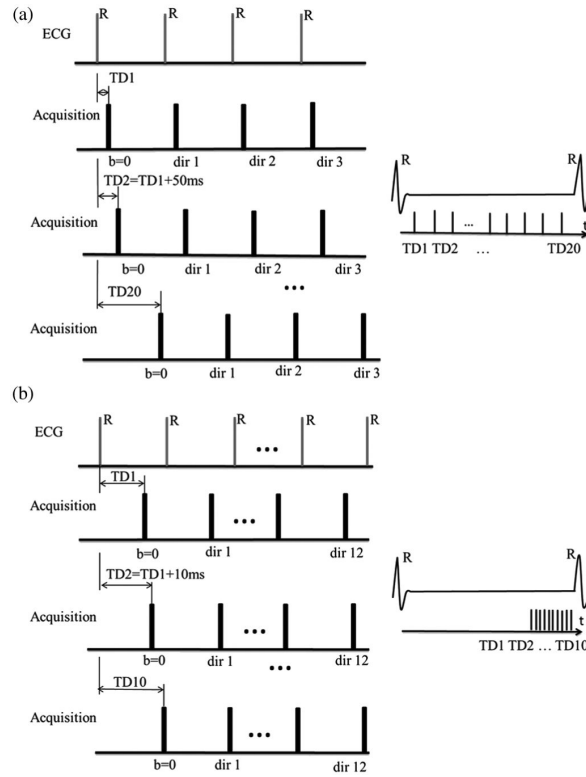 (a)
R R R R
ECG
TD1
Acquisition
b=0 dir 1 dir 2 dir 3
TD2=TD1+50ms
Acquisition
b=0 dir 1 dir 2 dir 3
...
TD20
Acquisition
b=0 dir 1 dir 2 dir 3
R R
... t
TD1 TD2 ... TD20
(b)
R R R R R
ECG ...
TD1
Acquisition ...
b=0 dir 1 dir 12
TD2=TD1+10ms
Acquisition ...
b=0 dir 1 dir 12
...
TD10
Acquisition ...
b=0 dir 1 dir 12
R R
t
TD1 TD2 ... TD10